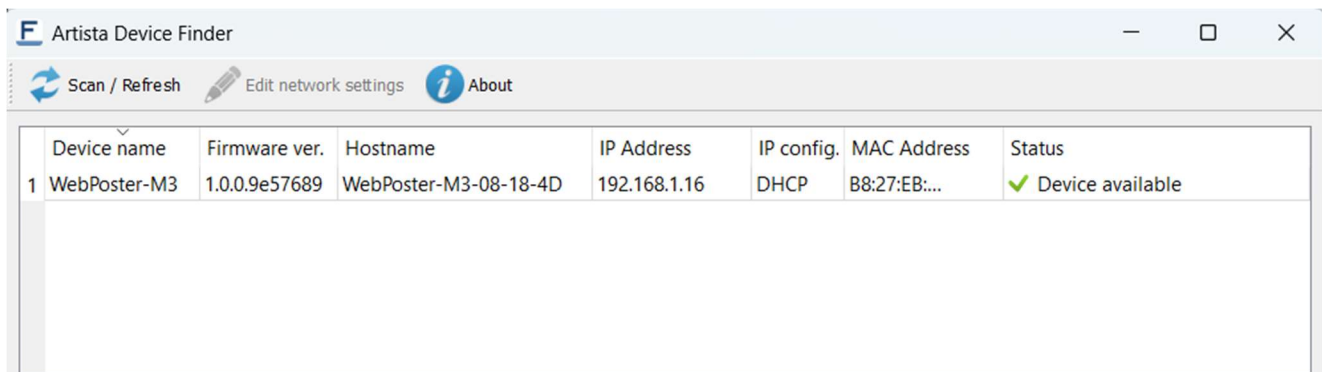 F Artista Device Finder
Scan / Refresh Edit network settings i About
Device name Firmware ver. Hostname IP Address IP config. MAC Address Status
1 WebPoster-M3 1.0.0.9e57689 WebPoster-M3-08-18-4D 192.168.1.16 DHCP B8:27:EB:... Device available